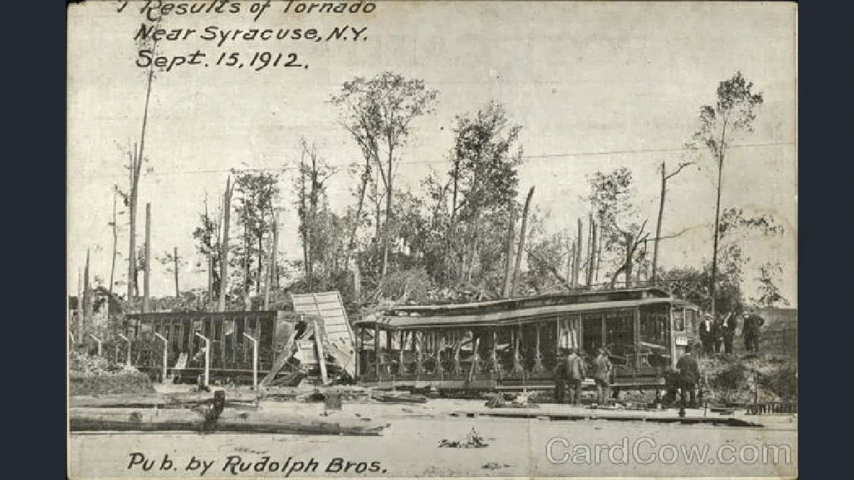 Results of Tornado
Near Syracuse, N.Y.
Sept. 15, 1912.
Pub. by Rudolph Bros.
CardCow.com